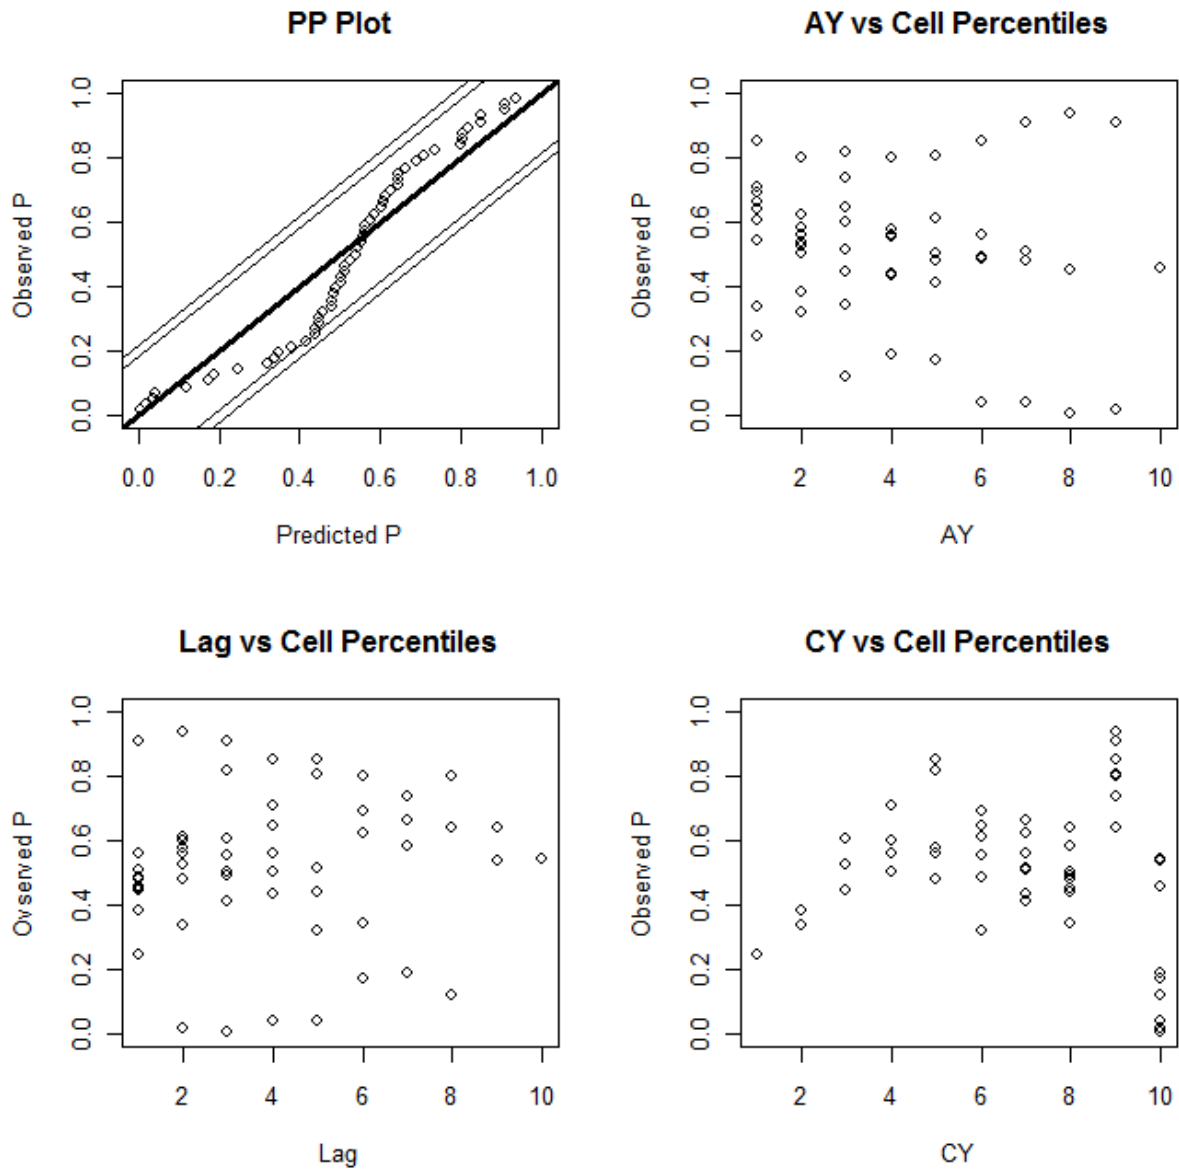 PP Plot
Observed P
1.0
0.8
0.6
0.4
0.2
0.0
0.0 0.2 0.4 0.6 0.8 1.0
Predicted P
AY vs Cell Percentiles
Observed P
1.0
0.8
0.6
0.4
0.2
0.0
2 4 6 8 10
AY
Lag vs Cell Percentiles
Ovserved P
1.0
0.8
0.6
0.4
0.2
0.0
2 4 6 8 10
Lag
CY vs Cell Percentiles
Observed P
1.0
0.8
0.6
0.4
0.2
0.0
2 4 6 8 10
CY